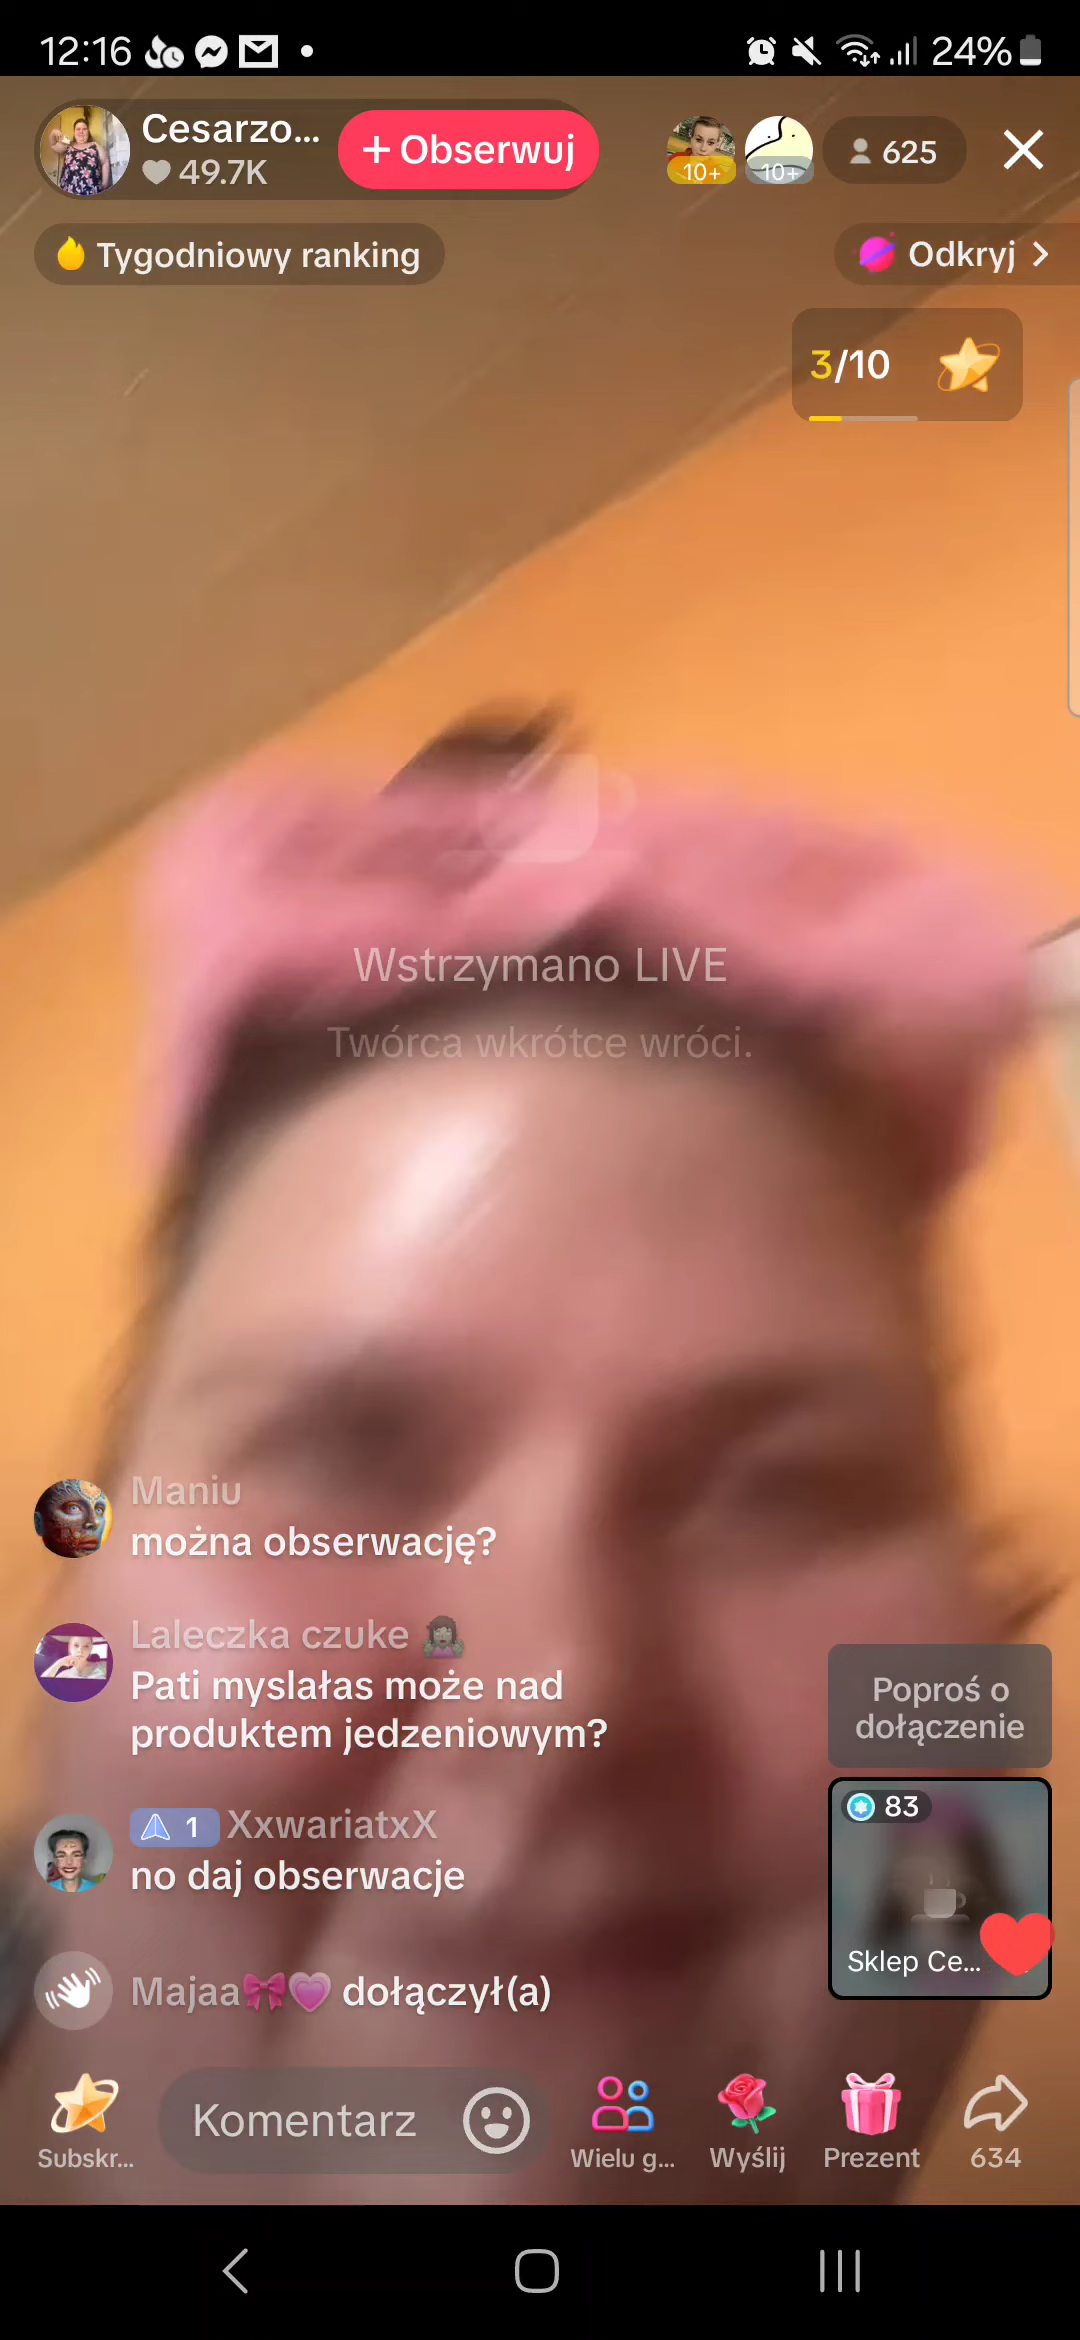 12:16
24%
Cesarzo...
49.7K
+ Obserwuj
10+
10+
625
Tygodniowy ranking
Odkryj
3/10
Wstrzymano LIVE
Twórca wkrótce wróci.
Maniu
można obserwację?
Laleczka czuke
Pati myslałas może nad
produktem jedzeniowym?
1 XxwariatxX
no daj obserwacje
Majaa🎀💗 dołączył(a)
Poproś o
dołączenie
83
Sklep Ce...
Subskr...
Komentarz
Wielu g...
Wyślij
Prezent
634